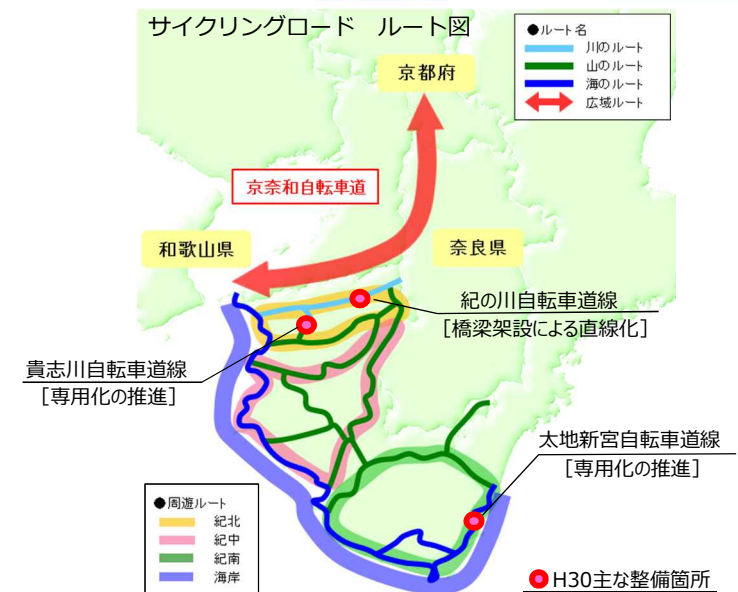 サイクリングロード ルート図
●ルート名
川のルート
山のルート
海のルート
広域ルート
京都府
京奈和自転車道
和歌山県
奈良県
紀の川自転車道線
[橋梁架設による直線化]
貴志川自転車道線
[専用化の推進]
太地新宮自転車道線
[専用化の推進]
●周遊ルート
紀北
紀中
紀南
海岸
H30主な整備箇所